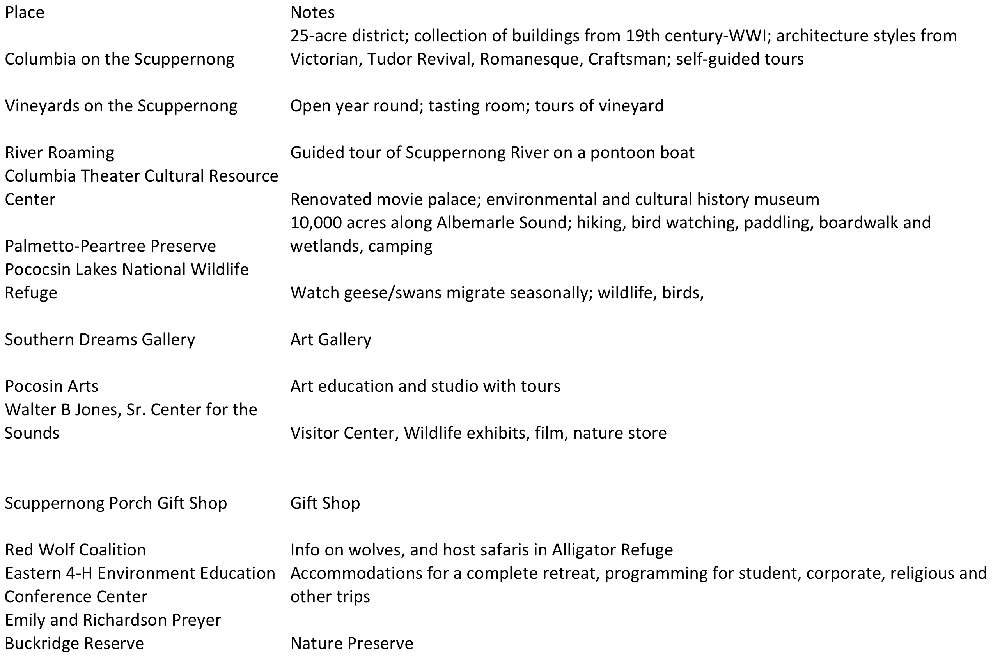 Place Notes
25-acre district; collection of buildings from 19th century-WWI; architecture styles from
Columbia on the Scuppernong Victorian, Tudor Revival, Romanesque, Craftsman; self-guided tours
Vineyards on the Scuppernong Open year round; tasting room; tours of vineyard
River Roaming Guided tour of Scuppernong River on a pontoon boat
Columbia Theater Cultural Resource
Center Renovated movie palace; environmental and cultural history museum
10,000 acres along Albemarle Sound; hiking, bird watching, paddling, boardwalk and
Palmetto-Peartree Preserve wetlands, camping
Pococsin Lakes National Wildlife
Refuge Watch geese/swans migrate seasonally; wildlife, birds,
Southern Dreams Gallery Art Gallery
Pocosin Arts Art education and studio with tours
Walter B Jones, Sr. Center for the
Sounds Visitor Center, Wildlife exhibits, film, nature store
Scuppernong Porch Gift Shop Gift Shop
Red Wolf Coalition Info on wolves, and host safaris in Alligator Refuge
Eastern 4-H Environment Education Accommodations for a complete retreat, programming for student, corporate, religious and
Conference Center other trips
Emily and Richardson Preyer
Buckridge Reserve Nature Preserve